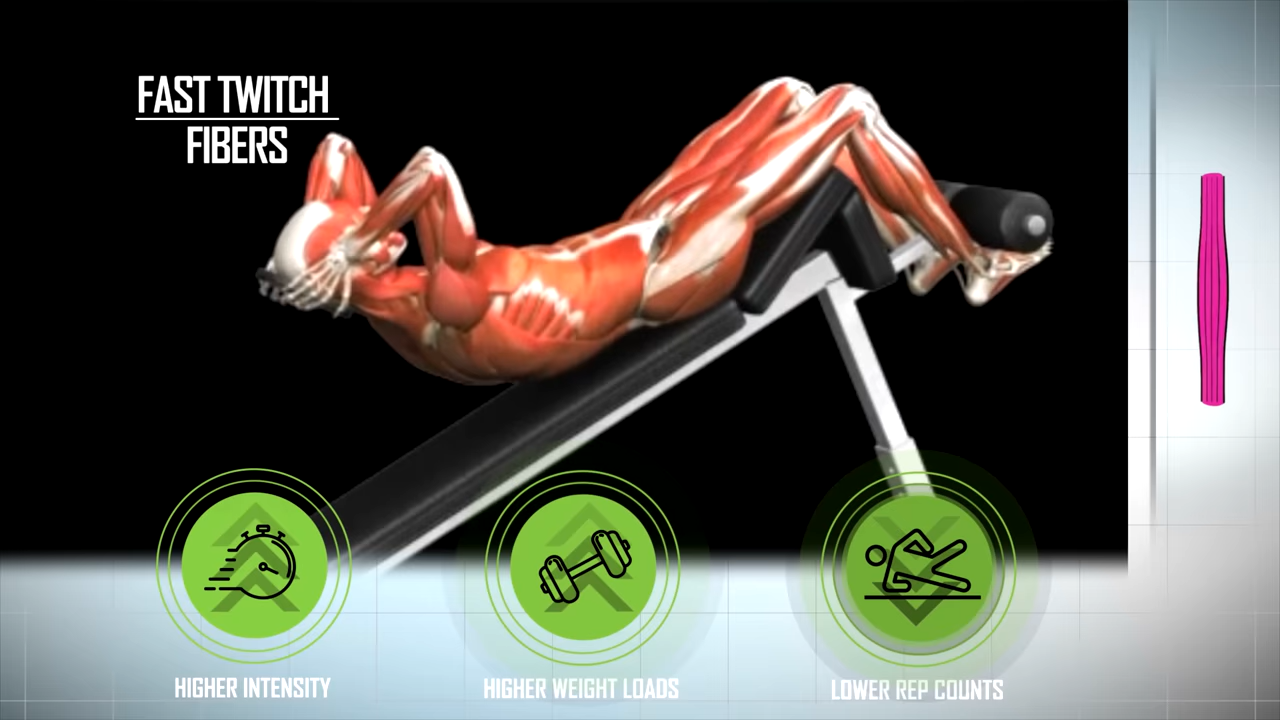 FAST TWITCH
FIBERS
HIGHER INTENSITY
HIGHER WEIGHT LOADS
LOWER REP COUNTS